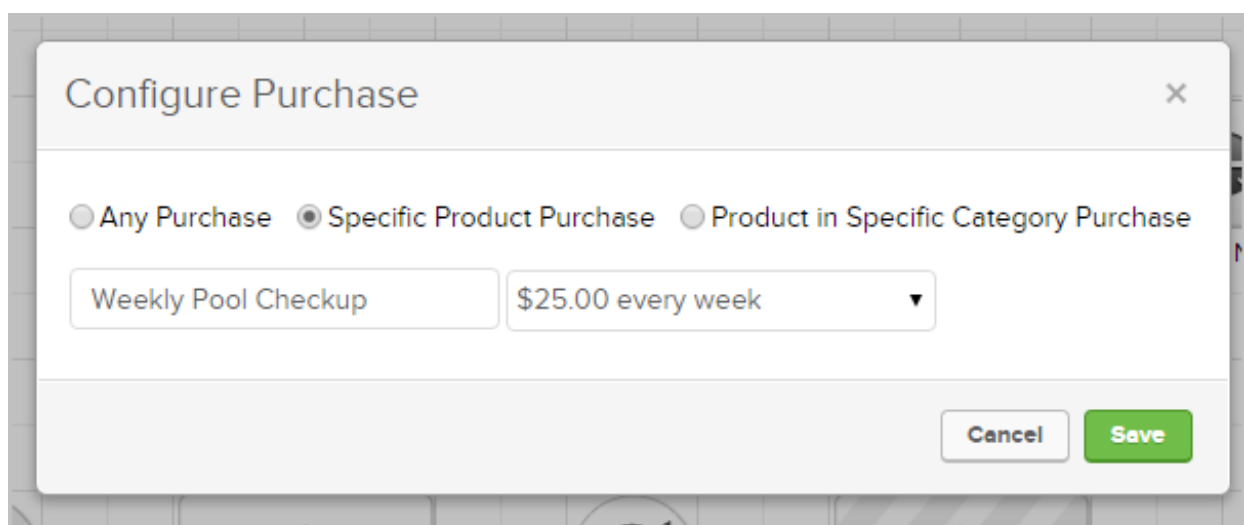 Configure Purchase ×
Any Purchase Specific Product Purchase Product in Specific Category Purchase
Weekly Pool Checkup $25.00 every week
Cancel Save